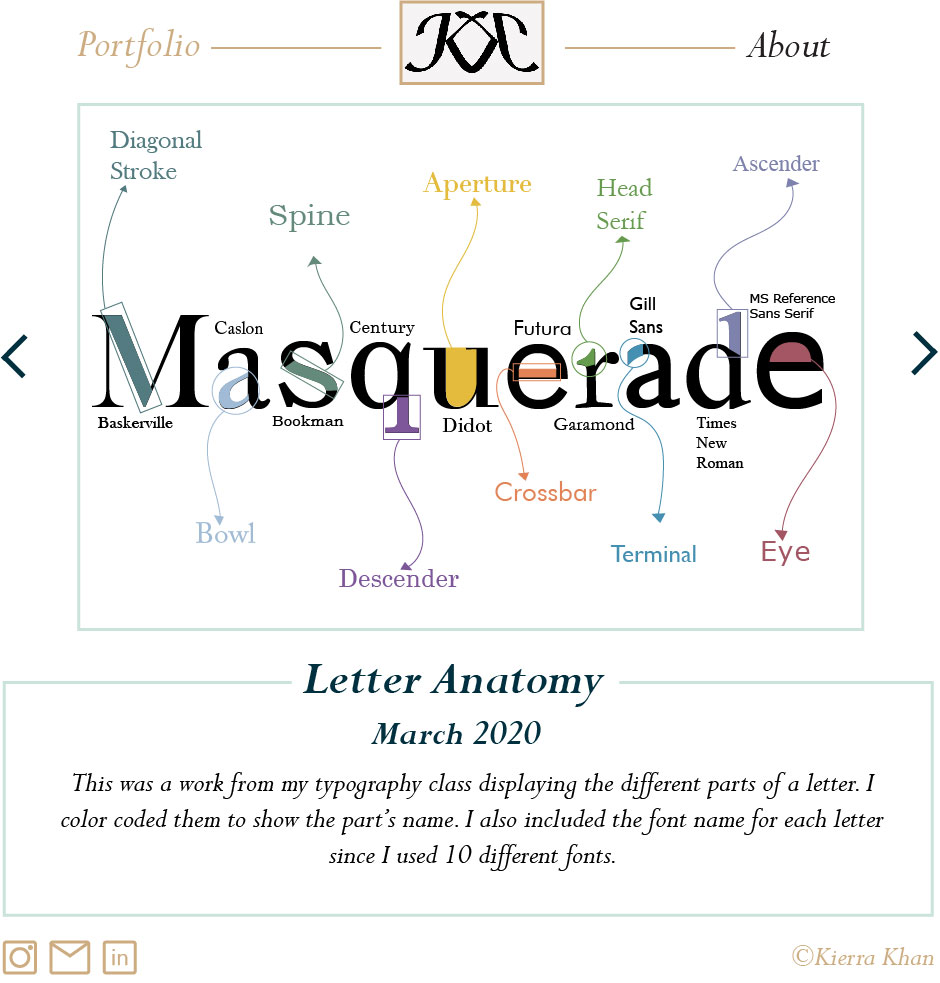 Portfolio
About
Diagonal
Stroke
Spine
Aperture
Head
Serif
Ascender
MS Reference
Sans Serif
Gill
Sans
Futura
Century
Caslon
Masquerade
Baskerville
Bookman
Didot
Garamond
Times
New
Roman
Crossbar
Bowl
Terminal
Eye
Descender
Letter Anatomy
March 2020
This was a work from my typography class displaying the different parts of a letter. I
color coded them to show the part's name. I also included the font name for each letter
since I used 10 different fonts.
in
©Kierra Khan